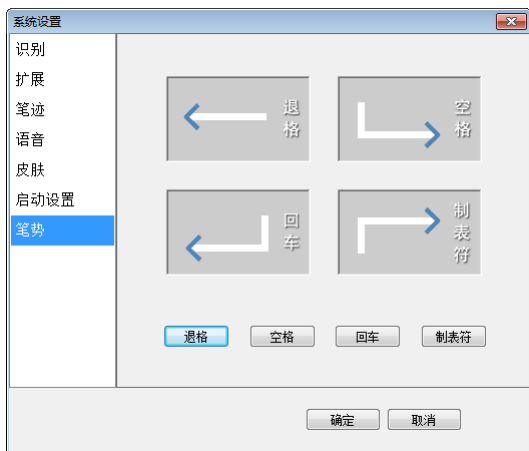 系统设置
识别
扩展
笔迹
语音
皮肤
启动设置
笔势
退格
空格
回车
制表符
退格
空格
回车
制表符
确定
取消